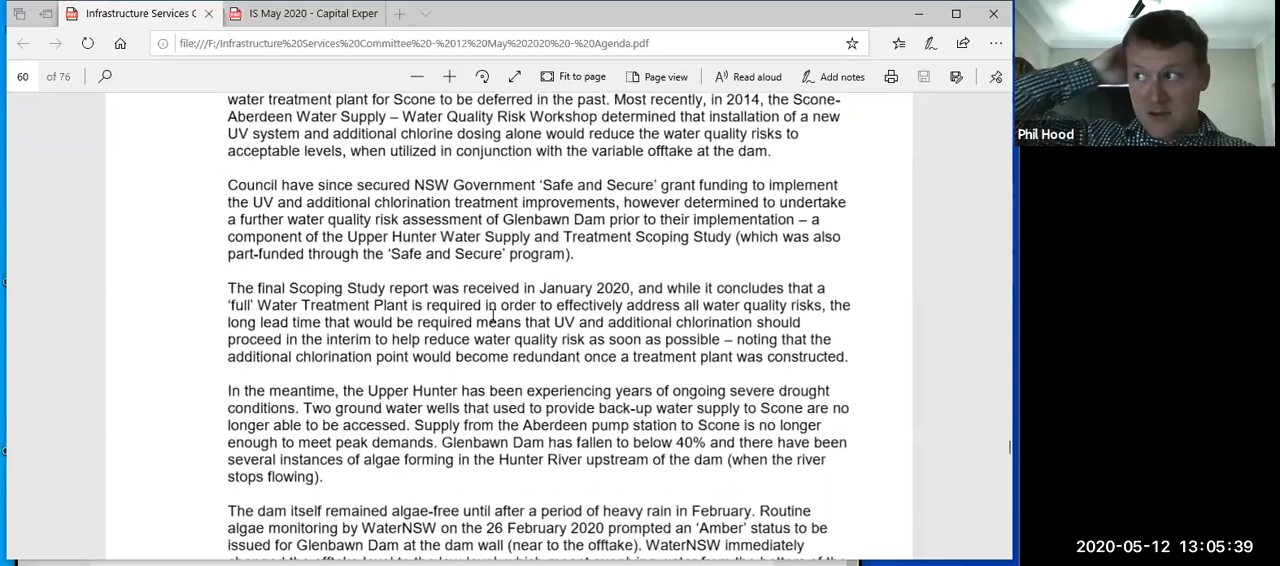 Infrastructure Services C
IS May 2020 - Capital Exper
file:///F:/Infrastructure%20Services%20Committee%20-%2012%20May%202020%20-%20Agenda.pdf
60 of 76
Fit to page
Page view
Read aloud
Add notes
Phil Hood
water treatment plant for Scone to be deferred in the past. Most recently, in 2014, the Scone-
Aberdeen Water Supply – Water Quality Risk Workshop determined that installation of a new
UV system and additional chlorine dosing alone would reduce the water quality risks to
acceptable levels, when utilized in conjunction with the variable offtake at the dam.
Council have since secured NSW Government ‘Safe and Secure’ grant funding to implement
the UV and additional chlorination treatment improvements, however determined to undertake
a further water quality risk assessment of Glenbawn Dam prior to their implementation – a
component of the Upper Hunter Water Supply and Treatment Scoping Study (which was also
part-funded through the ‘Safe and Secure’ program).
The final Scoping Study report was received in January 2020, and while it concludes that a
‘full’ Water Treatment Plant is required in order to effectively address all water quality risks, the
long lead time that would be required means that UV and additional chlorination should
proceed in the interim to help reduce water quality risk as soon as possible – noting that the
additional chlorination point would become redundant once a treatment plant was constructed.
In the meantime, the Upper Hunter has been experiencing years of ongoing severe drought
conditions. Two ground water wells that used to provide back-up water supply to Scone are no
longer able to be accessed. Supply from the Aberdeen pump station to Scone is no longer
enough to meet peak demands. Glenbawn Dam has fallen to below 40% and there have been
several instances of algae forming in the Hunter River upstream of the dam (when the river
stops flowing).
The dam itself remained algae-free until after a period of heavy rain in February. Routine
algae monitoring by WaterNSW on the 26 February 2020 prompted an ‘Amber’ status to be
issued for Glenbawn Dam at the dam wall (near to the offtake). WaterNSW immediately
2020-05-12 13:05:39